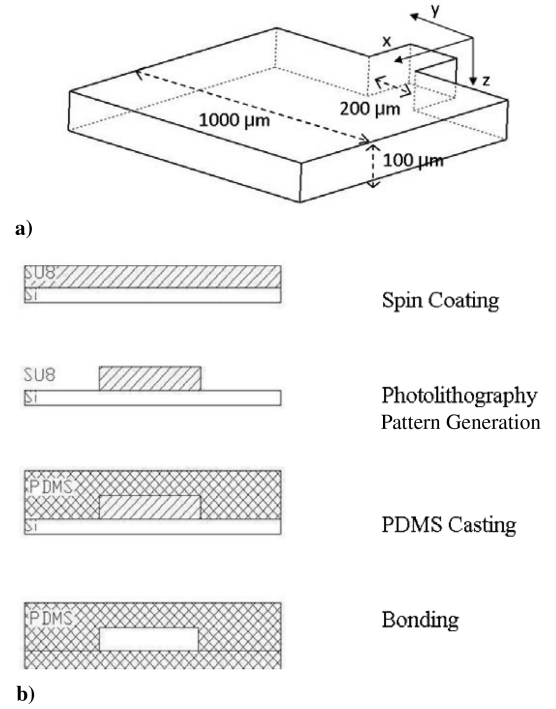 y
x
z
200 μm
1000 μm
100 μm
a)
SU8
Si
Spin Coating
SU8
Si
Photolithography
Pattern Generation
PDMS
Si
PDMS Casting
PDMS
Bonding
b)